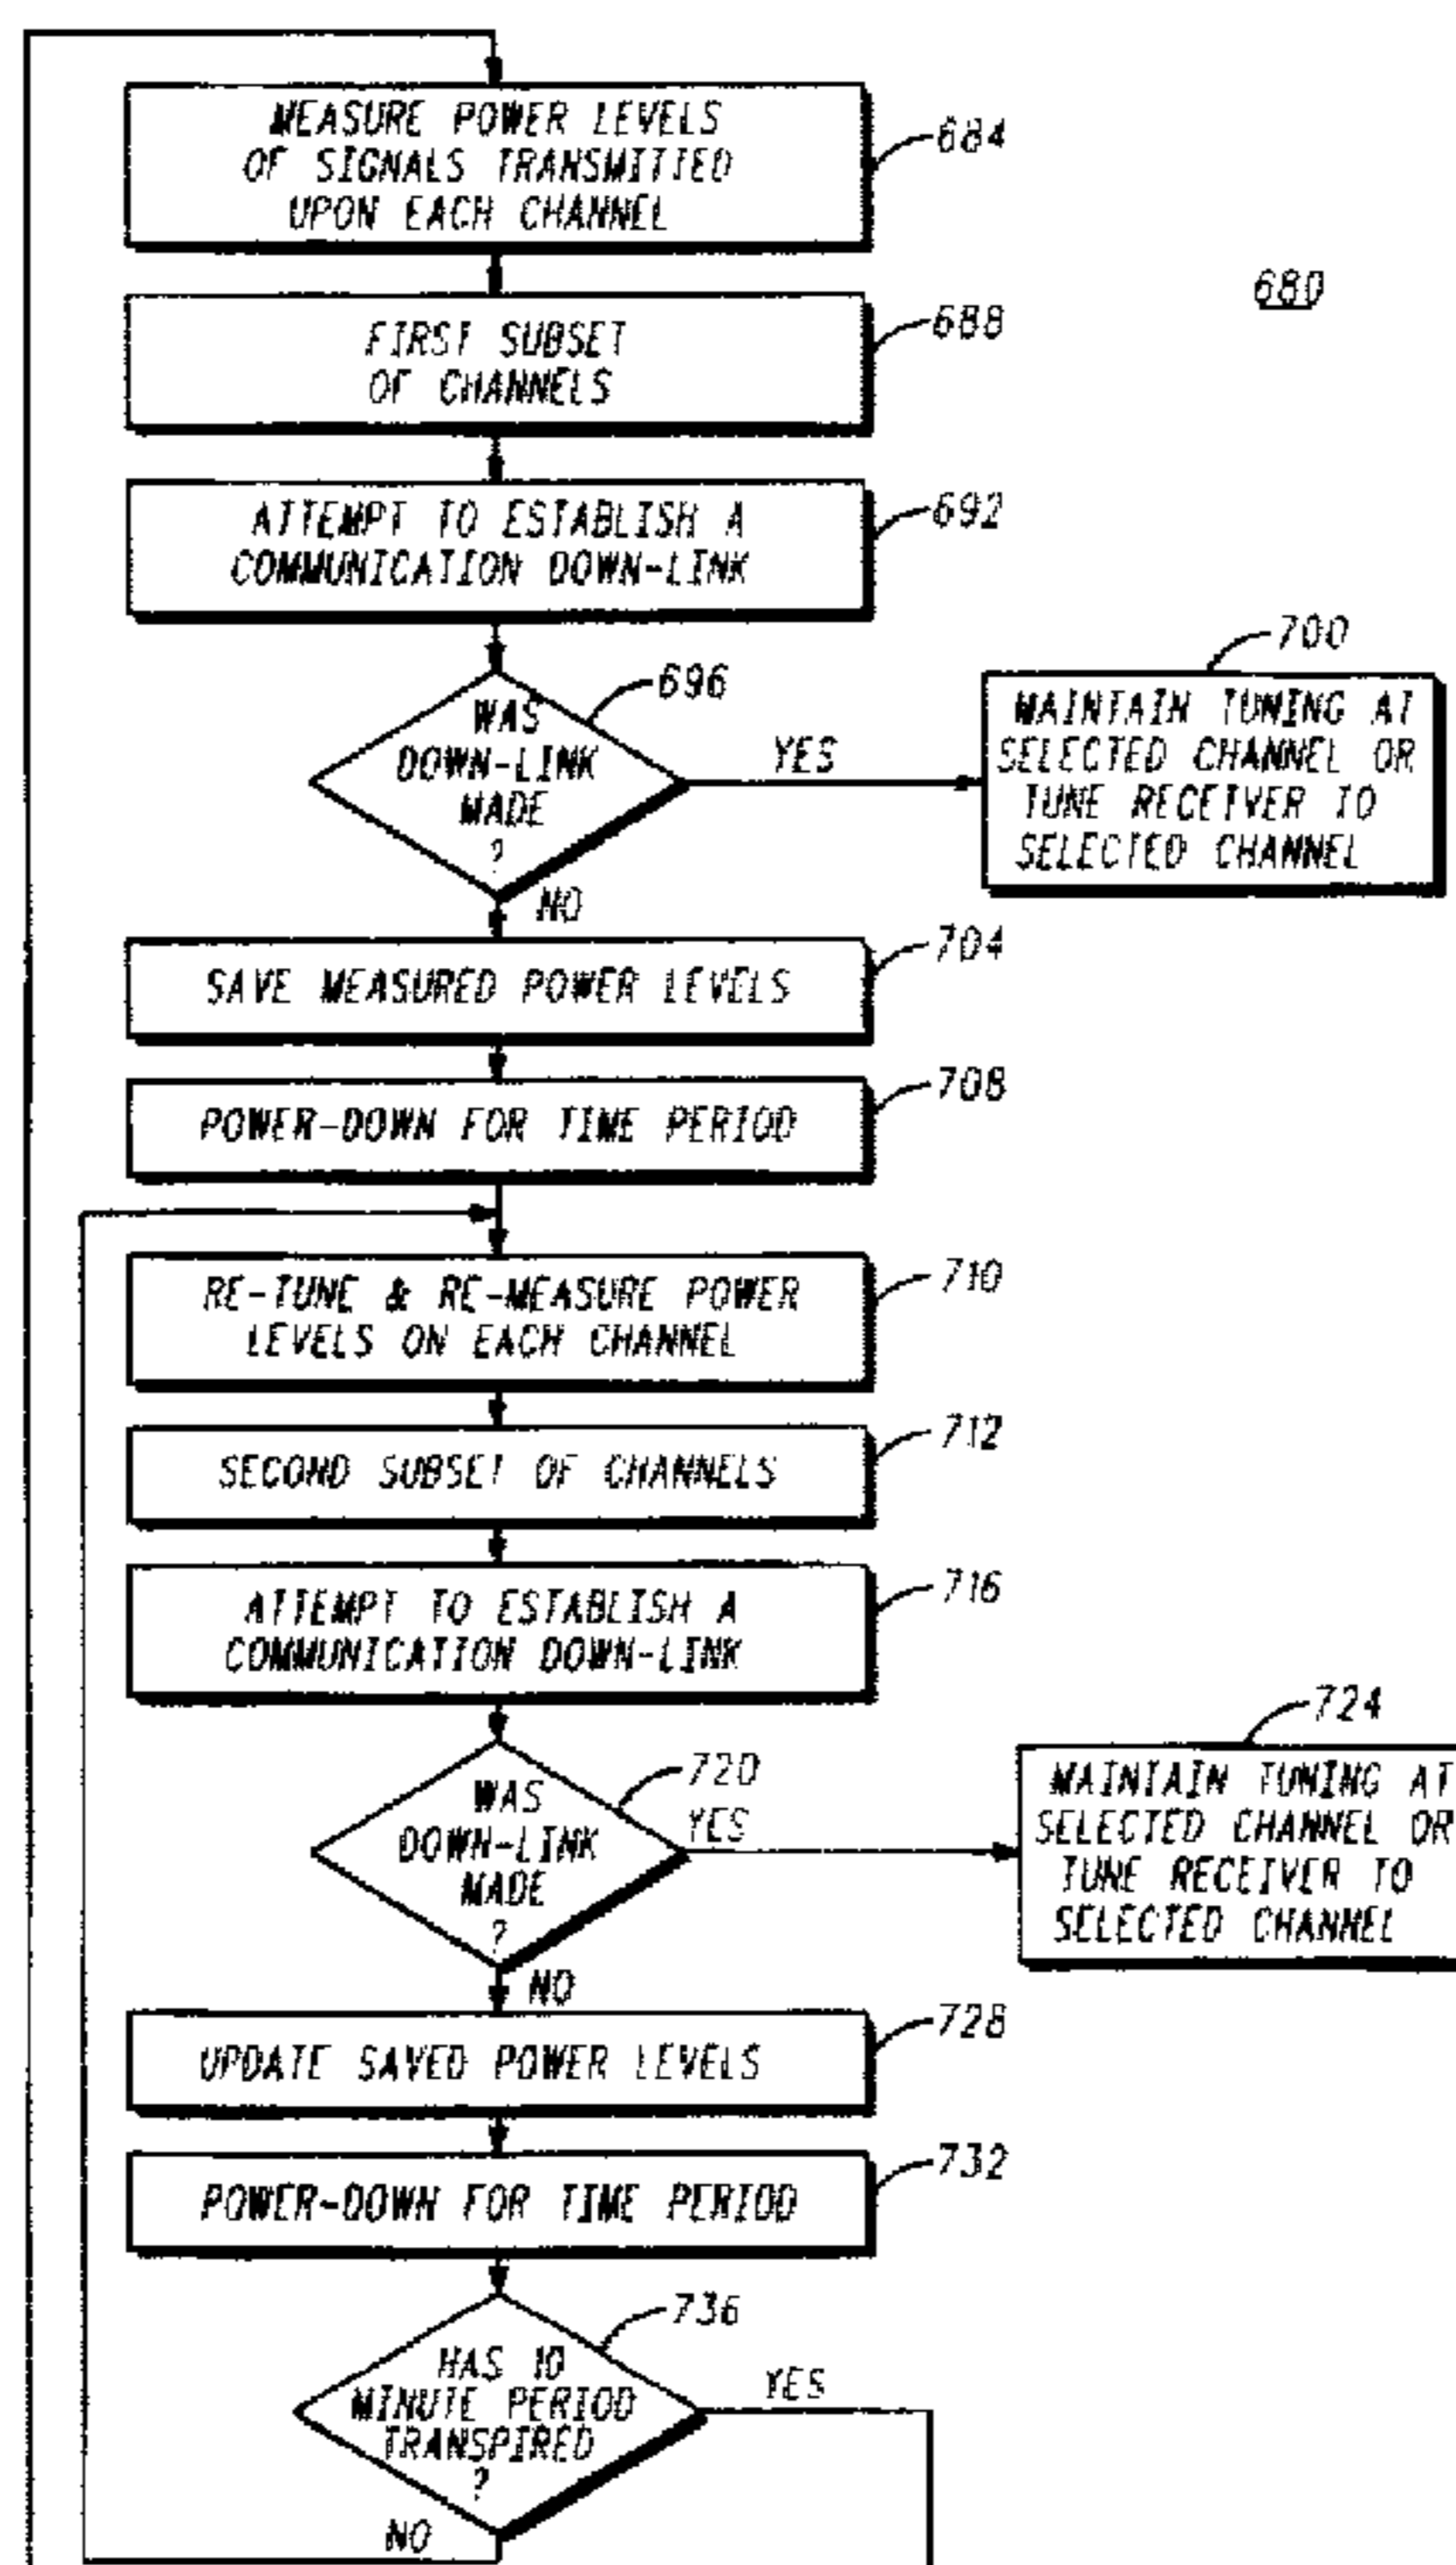 MEASURE POWER LEVELS
OF SIGNALS TRANSMITTED
UPON EACH CHANNEL
684
680
FIRST SUBSET
OF CHANNELS
688
ATTEMPT TO ESTABLISH A
COMMUNICATION DOWN-LINK
692
WAS
DOWN-LINK
MADE
?
696
YES
NO
700
MAINTAIN TUNING AT
SELECTED CHANNEL OR
TUNE RECEIVER TO
SELECTED CHANNEL
SAVE MEASURED POWER LEVELS
704
POWER-DOWN FOR TIME PERIOD
708
RE-TUNE & RE-MEASURE POWER
LEVELS ON EACH CHANNEL
710
SECOND SUBSET OF CHANNELS
712
ATTEMPT TO ESTABLISH A
COMMUNICATION DOWN-LINK
716
WAS
DOWN-LINK
MADE
?
720
YES
NO
724
MAINTAIN TUNING AT
SELECTED CHANNEL OR
TUNE RECEIVER TO
SELECTED CHANNEL
UPDATE SAVED POWER LEVELS
728
POWER-DOWN FOR TIME PERIOD
732
HAS 10
MINUTE PERIOD
TRANSPIRED
?
736
YES
NO